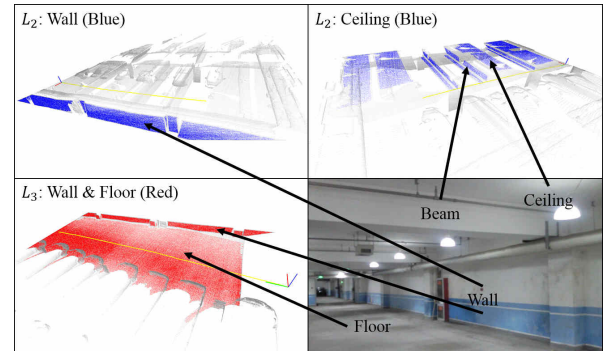 L₂: Wall (Blue)
L₂: Ceiling (Blue)
L₃: Wall & Floor (Red)
Beam
Ceiling
Wall
Floor